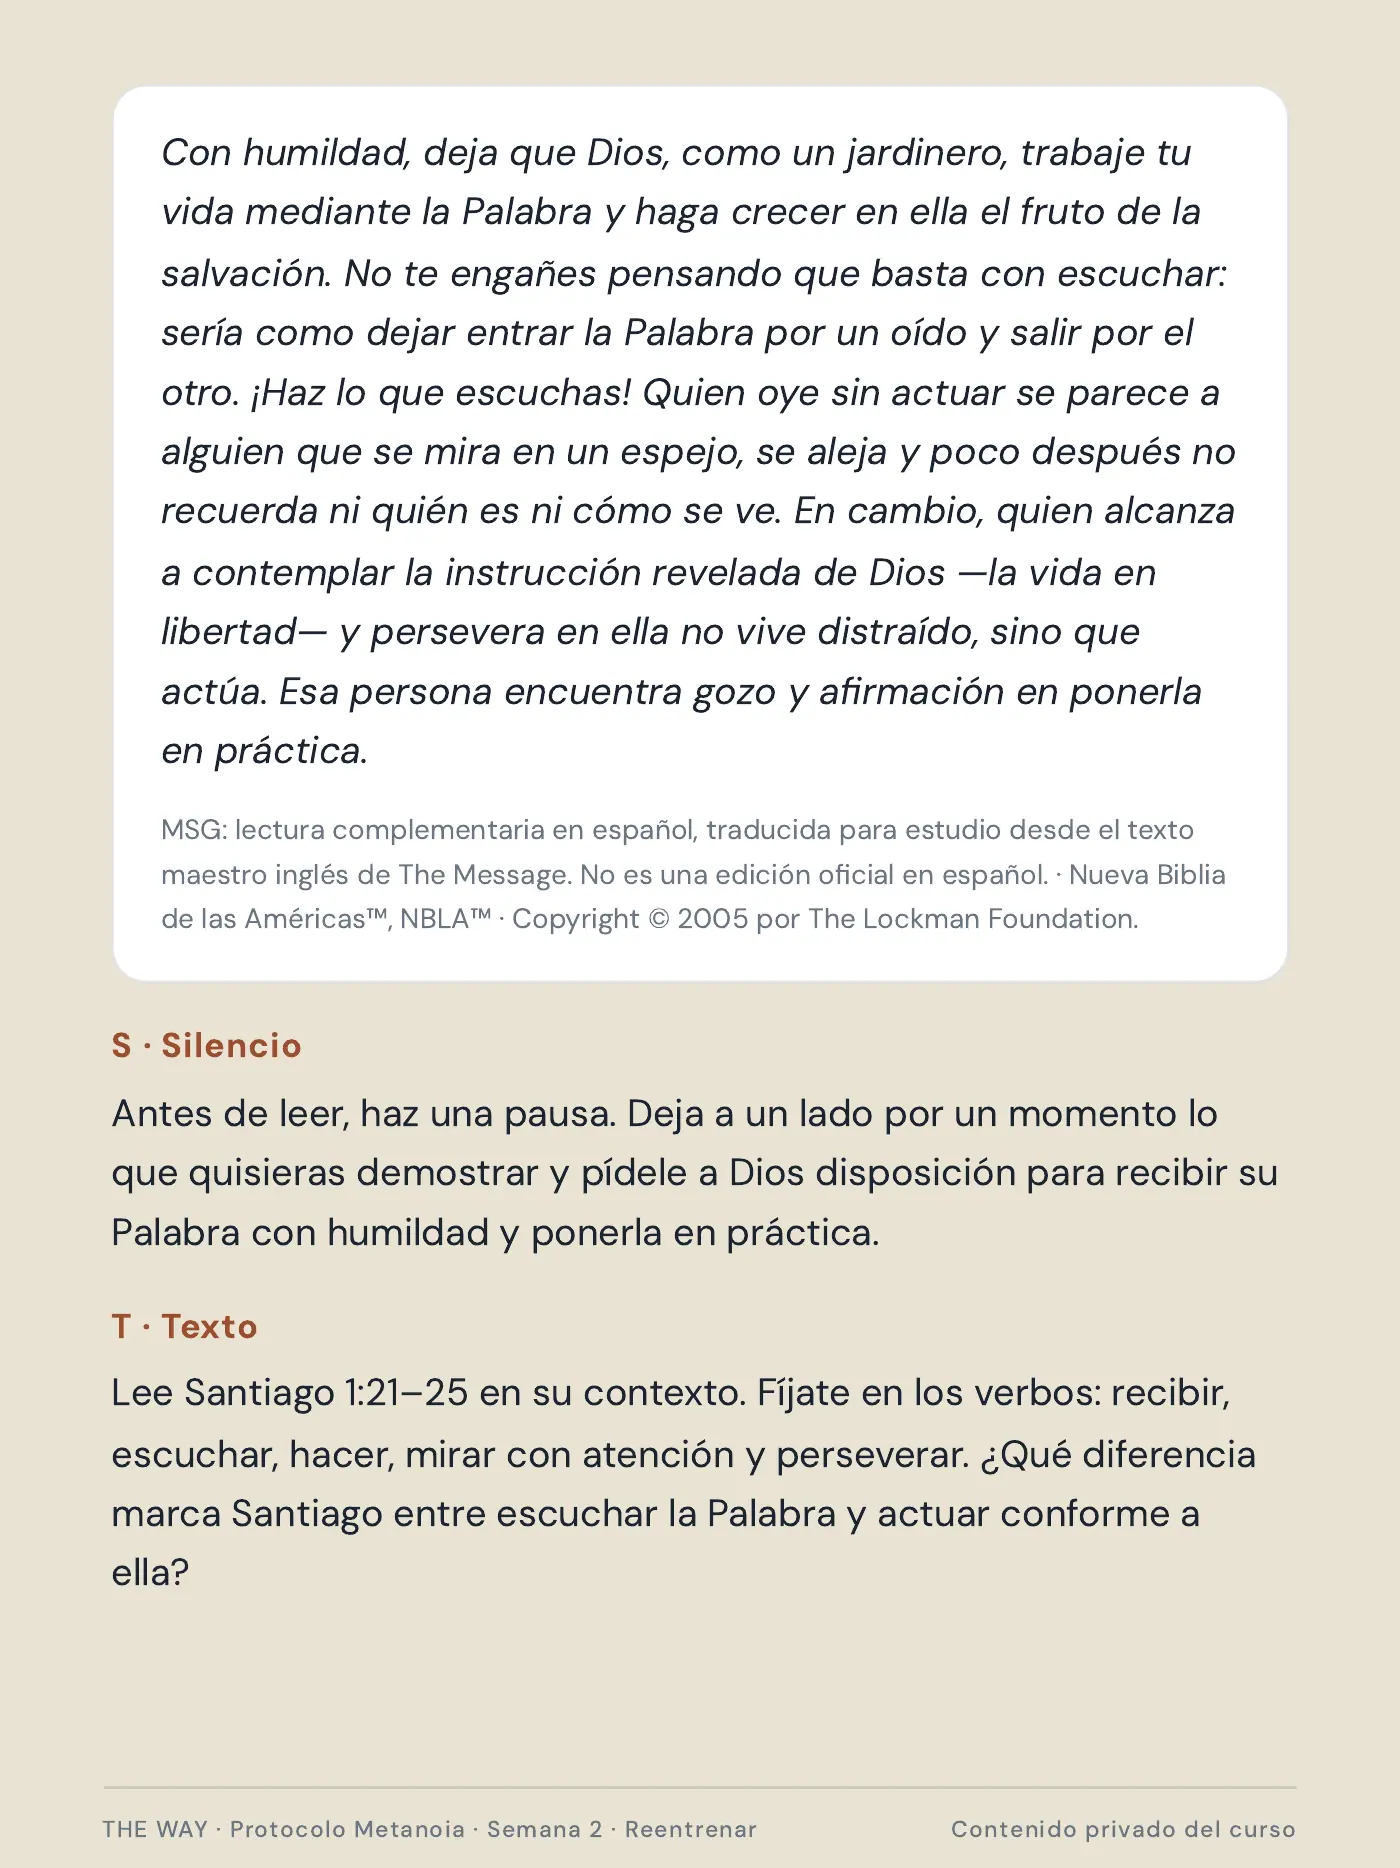 Con humildad, deja que Dios, como un jardinero, trabaje tu
vida mediante la Palabra y haga crecer en ella el fruto de la
salvación. No te engañes pensando que basta con escuchar:
sería como dejar entrar la Palabra por un oído y salir por el
otro. ¡Haz lo que escuchas! Quien oye sin actuar se parece a
alguien que se mira en un espejo, se aleja y poco después no
recuerda ni quién es ni cómo se ve. En cambio, quien alcanza
a contemplar la instrucción revelada de Dios —la vida en
libertad— y persevera en ella no vive distraído, sino que
actúa. Esa persona encuentra gozo y afirmación en ponerla
en práctica.
MSG: lectura complementaria en español, traducida para estudio desde el texto
maestro inglés de The Message. No es una edición oficial en español. · Nueva Biblia
de las Américas™, NBLA™ · Copyright © 2005 por The Lockman Foundation.
S · Silencio
Antes de leer, haz una pausa. Deja a un lado por un momento lo
que quisieras demostrar y pídele a Dios disposición para recibir su
Palabra con humildad y ponerla en práctica.
T · Texto
Lee Santiago 1:21–25 en su contexto. Fíjate en los verbos: recibir,
escuchar, hacer, mirar con atención y perseverar. ¿Qué diferencia
marca Santiago entre escuchar la Palabra y actuar conforme a
ella?
THE WAY · Protocolo Metanoia · Semana 2 · Reentrenar
Contenido privado del curso